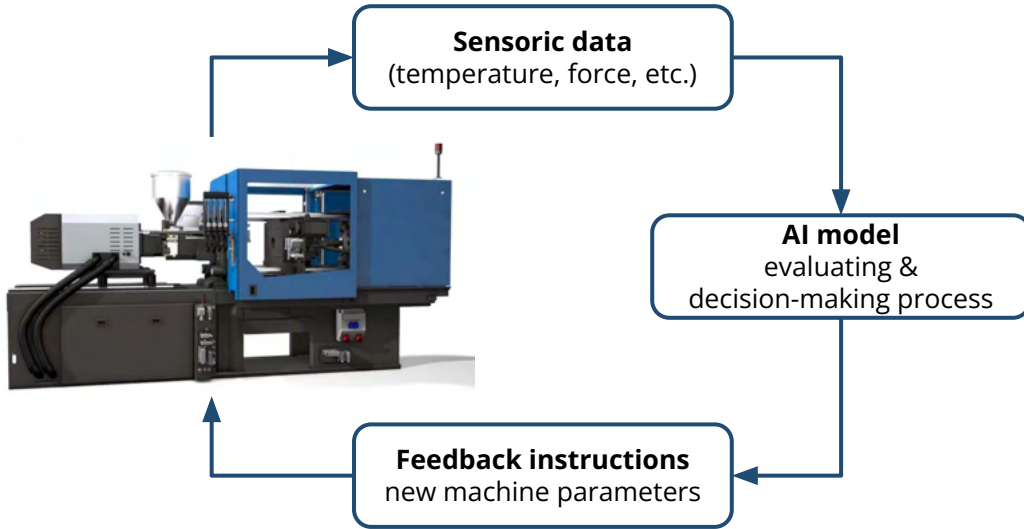 Sensoric data
(temperature, force, etc.)
AI model
evaluating &
decision-making process
Feedback instructions
new machine parameters